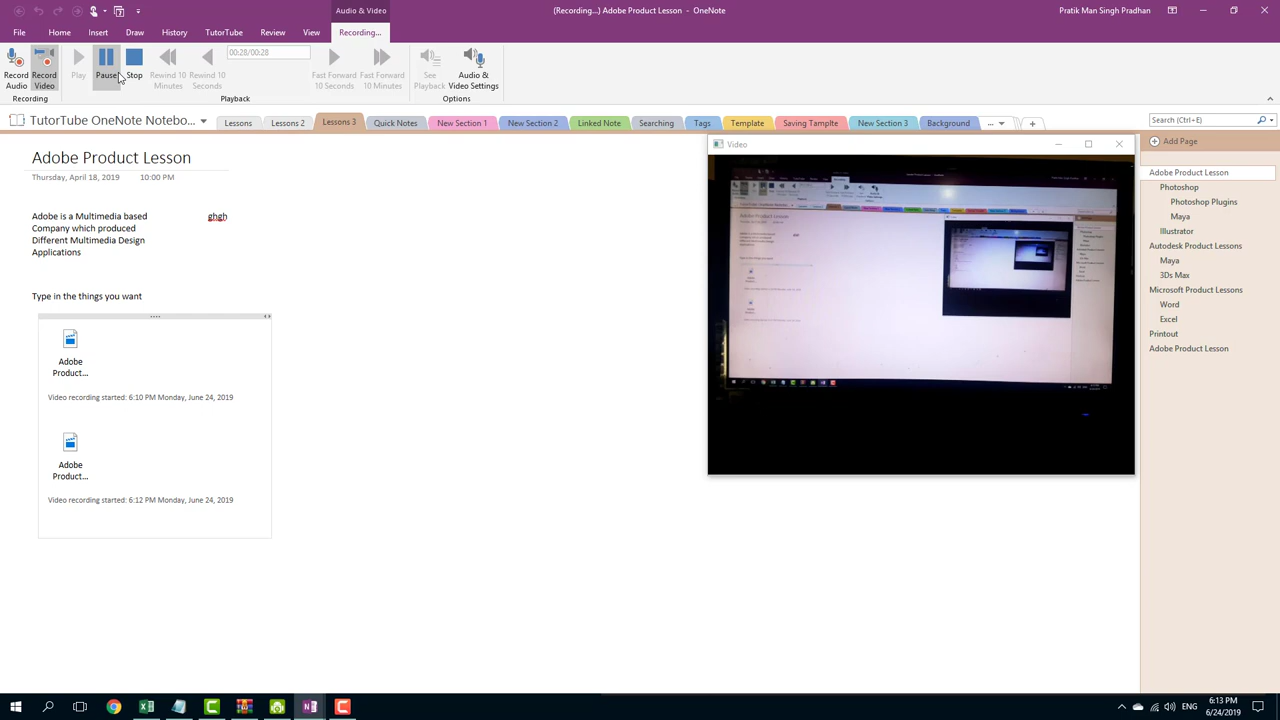 Audio & Video
(Recording...) Adobe Product Lesson - OneNote
Pratik Man Singh Pradhan
File
Home
Insert
Draw
History
TutorTube
Review
View
Recording...
Record Audio
Record Video
Play
Pause
Stop
Rewind 10 Minutes
Rewind 10 Seconds
00:28/00:28
Fast Forward 10 Seconds
Fast Forward 10 Minutes
See Playback
Audio & Video Settings
Recording
Playback
Options
TutorTube OneNote Notebo...
Lessons
Lessons 2
Lessons 3
Quick Notes
New Section 1
New Section 2
Linked Note
Searching
Tags
Template
Saving Tamplte
New Section 3
Background
...
Search (Ctrl+E)
Adobe Product Lesson
Thursday, April 18, 2019 10:00 PM
Adobe is a Multimedia based
Company which produced
Different Multimedia Design
Applications
ghgh
Type in the things you want
Adobe
Product...
Video recording started: 6:10 PM Monday, June 24, 2019
Adobe
Product...
Video recording started: 6:12 PM Monday, June 24, 2019
Video
Add Page
Adobe Product Lesson
Photoshop
Photoshop Plugins
Maya
Illustrator
Autodesk Product Lessons
Maya
3Ds Max
Microsoft Product Lessons
Word
Excel
Printout
Adobe Product Lesson
ENG
6:13 PM
6/24/2019